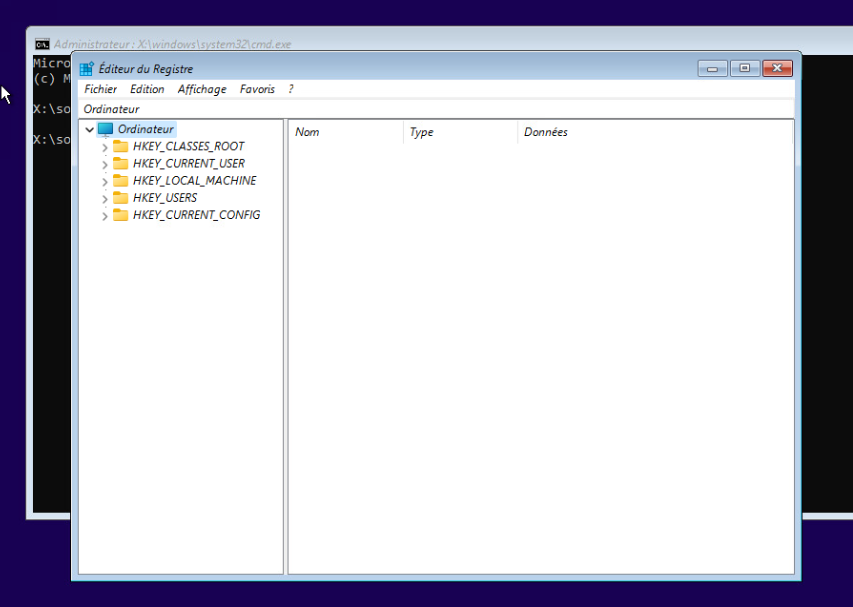 Administrateur : X:\windows\system32\cmd.exe
Micro
(c) M
X:\so
X:\so
Éditeur du Registre
Fichier Edition Affichage Favoris ?
Ordinateur
Ordinateur
HKEY_CLASSES_ROOT
HKEY_CURRENT_USER
HKEY_LOCAL_MACHINE
HKEY_USERS
HKEY_CURRENT_CONFIG
Nom Type Données